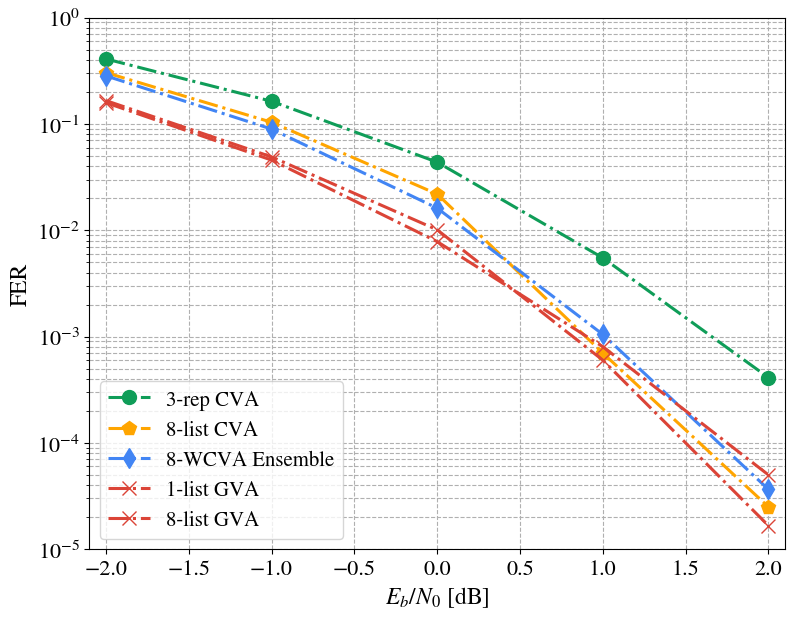 10⁰
10⁻¹
10⁻²
10⁻³
10⁻⁴
10⁻⁵
FER
3-rep CVA
8-list CVA
8-WCVA Ensemble
1-list GVA
8-list GVA
−2.0 −1.5 −1.0 −0.5 0.0 0.5 1.0 1.5 2.0
E_b/N_0 [dB]